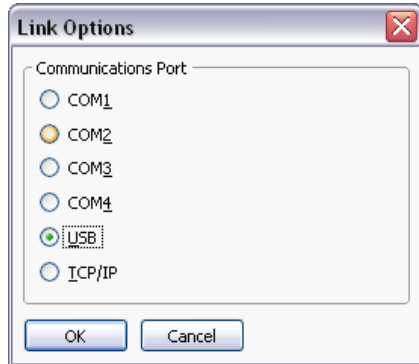 Link Options
Communications Port
COM1
COM2
COM3
COM4
USB
TCP/IP
OK Cancel